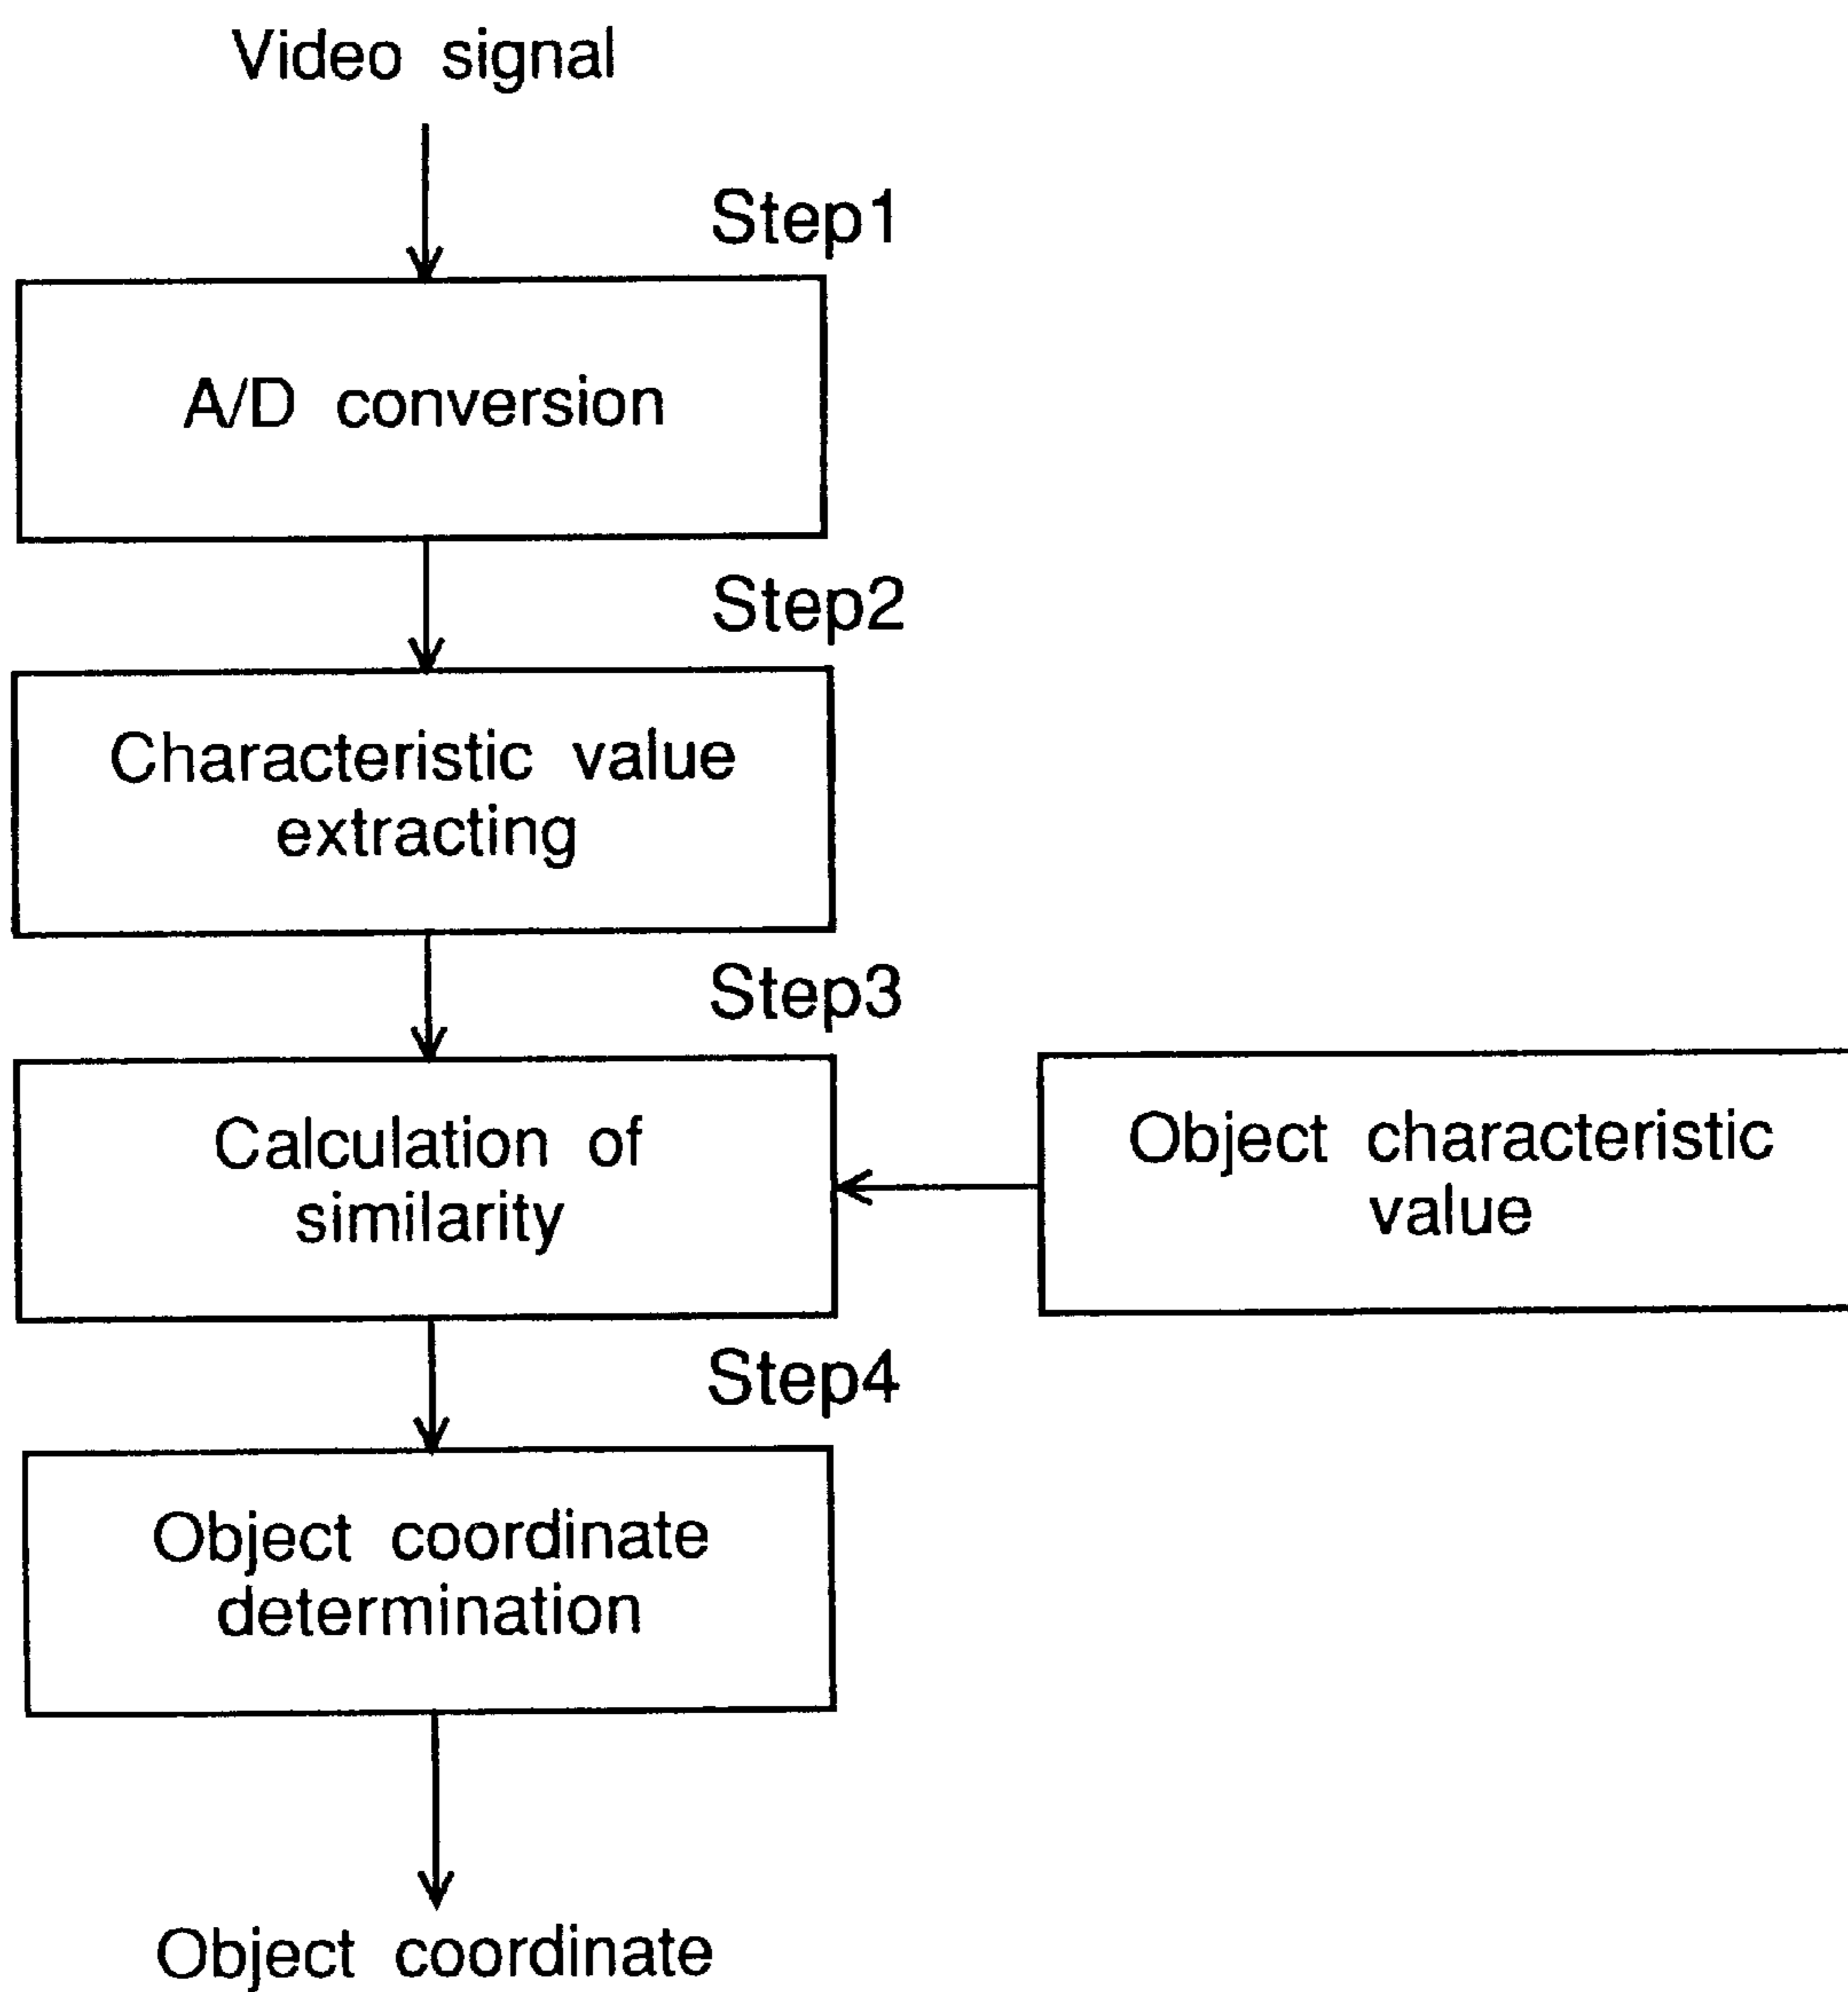 Video signal
Step1
A/D conversion
Step2
Characteristic value
extracting
Step3
Calculation of
similarity
Object characteristic
value
Step4
Object coordinate
determination
Object coordinate